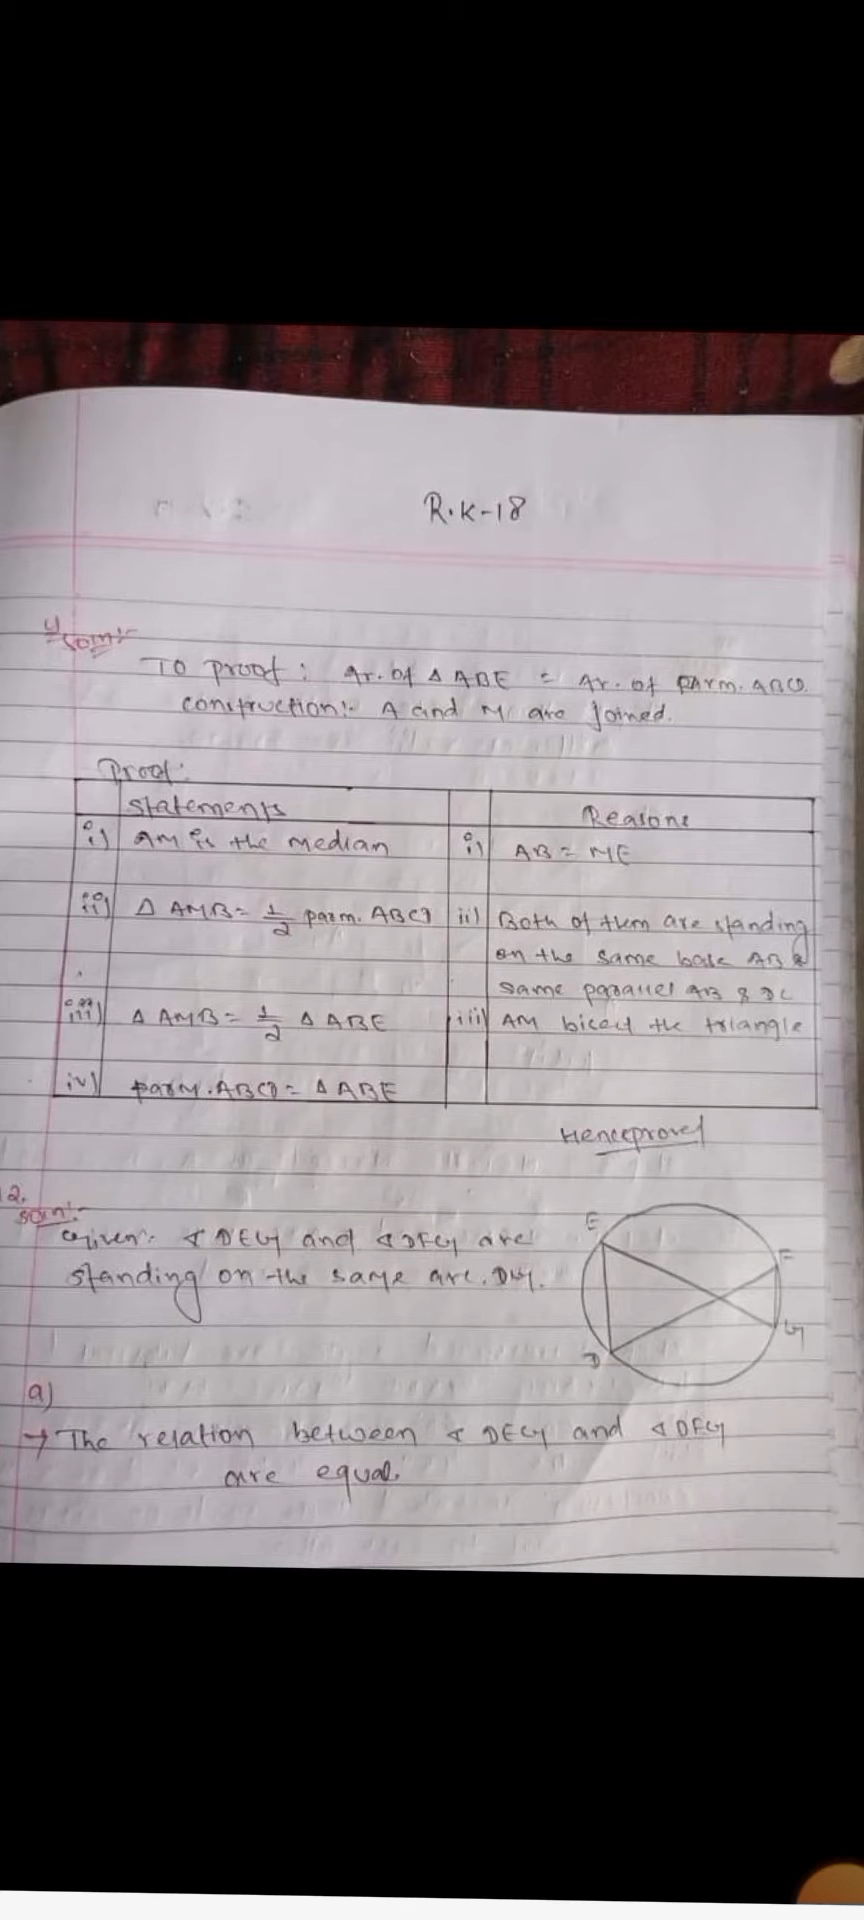 R.K-18
Soln:-
To proof: Ar. of △ ABE = Ar. of parm. ABCD.
construction:- A and M are joined.
Proof:
Statements Reasons
i) AM is the median i) AB = ME
ii) △ AMB = 1/2 parm. ABCD ii) Both of them are standing
on the same base AB &
same parallel AB & DC
iii) △ AMB = 1/2 △ ABE iii) AM bicect the triangle
iv) parm. ABCD = △ ABE
Hence proved
2.
Soln:-
Given:- ∢ DEG and ∢ DFG are
standing on the same arc. DG.
E
F
G
D
a)
→ The relation between ∢ DEG and ∢ DFG
are equal.